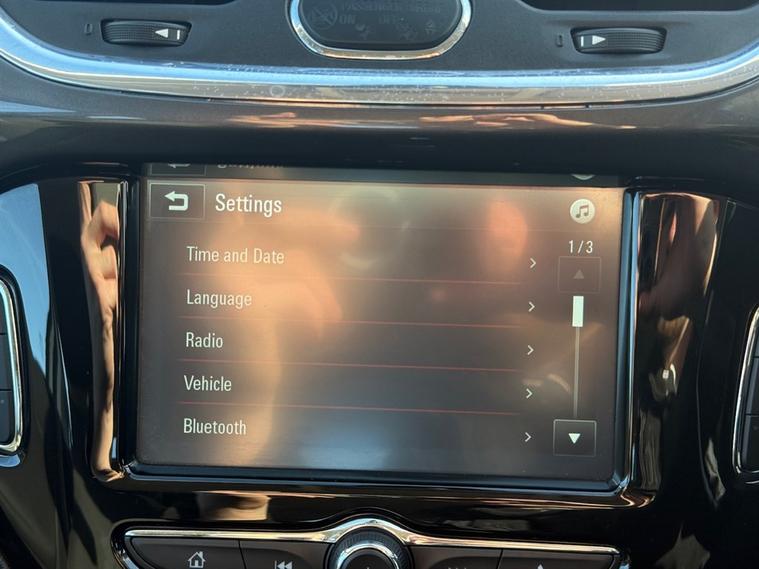 Settings
1/3
Time and Date
Language
Radio
Vehicle
Bluetooth